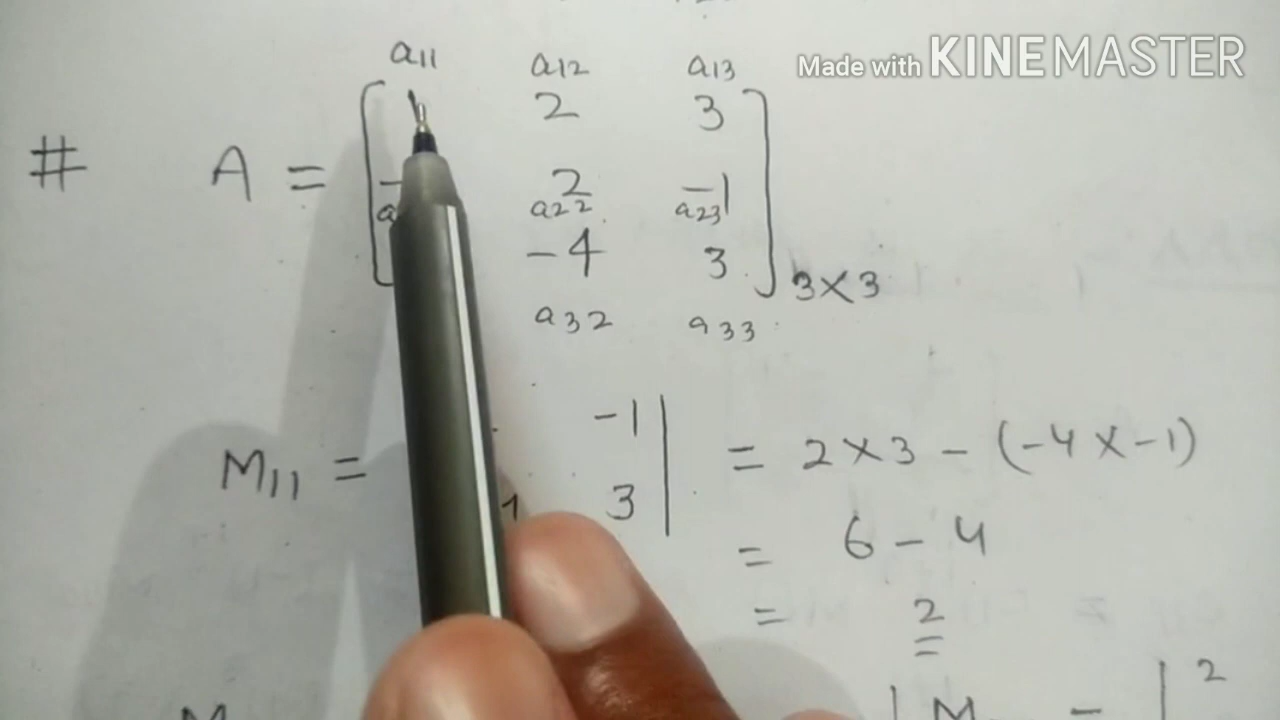 Made with KINEMASTER
a11 a12 a13
# A = [ 2 3
2 -1
a22 a23
-4 3 ] 3×3
a32 a33
M11 = -1 | = 2×3 - (-4×-1)
3 |
= 6 - 4
= 2
2